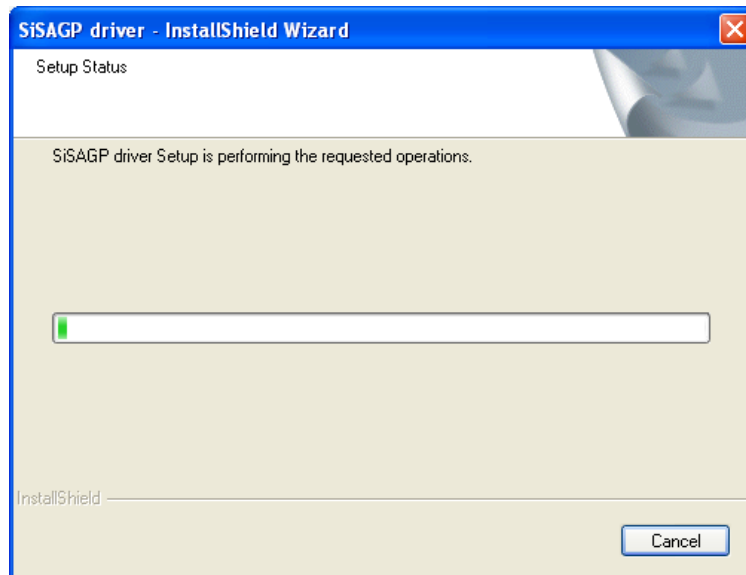 SiSAGP driver - InstallShield Wizard
Setup Status
SiSAGP driver Setup is performing the requested operations.
InstallShield
Cancel